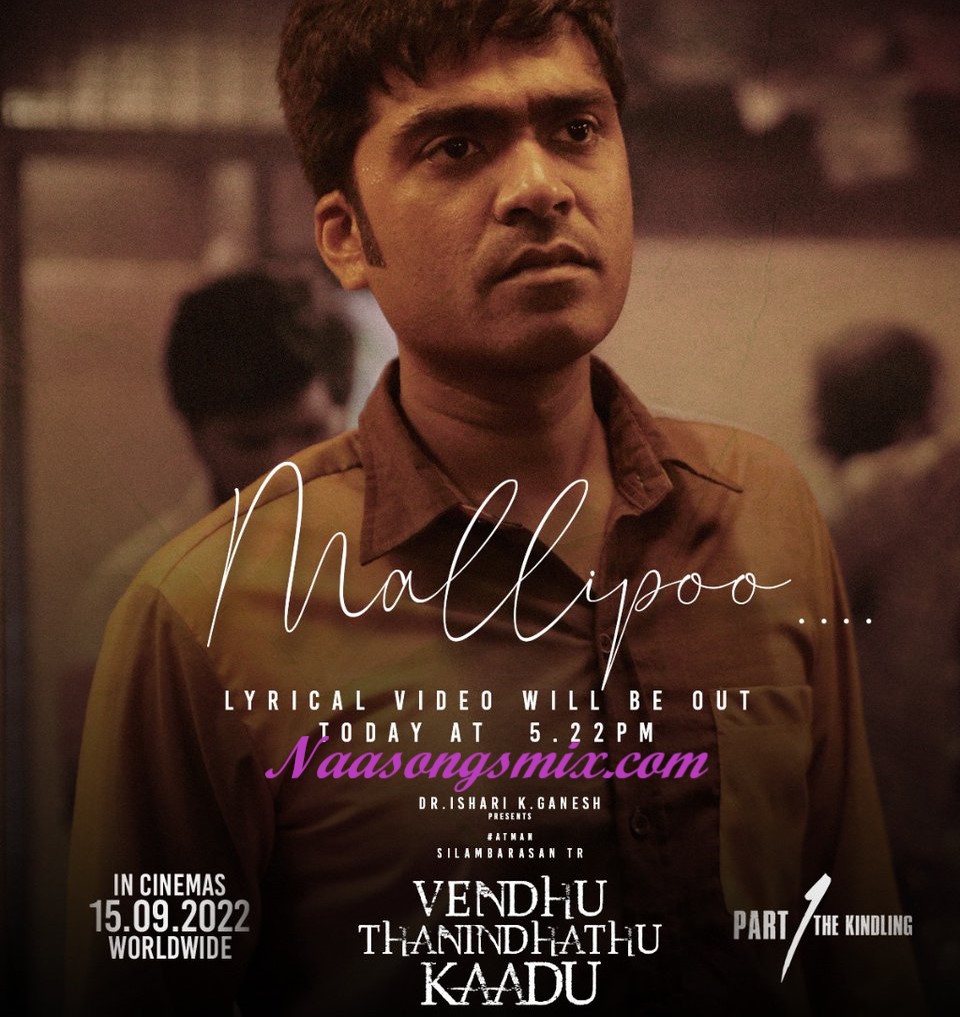 Mallipoo....
LYRICAL VIDEO WILL BE OUT
TODAY AT 5.22PM
Naasongsmix.com
DR.ISHARI K.GANESH
PRESENTS
#ATMAN
SILAMBARASAN TR
VENDHU
THANINDHATHU
KAADU
IN CINEMAS
15.09.2022
WORLDWIDE
PART 1 THE KINDLING